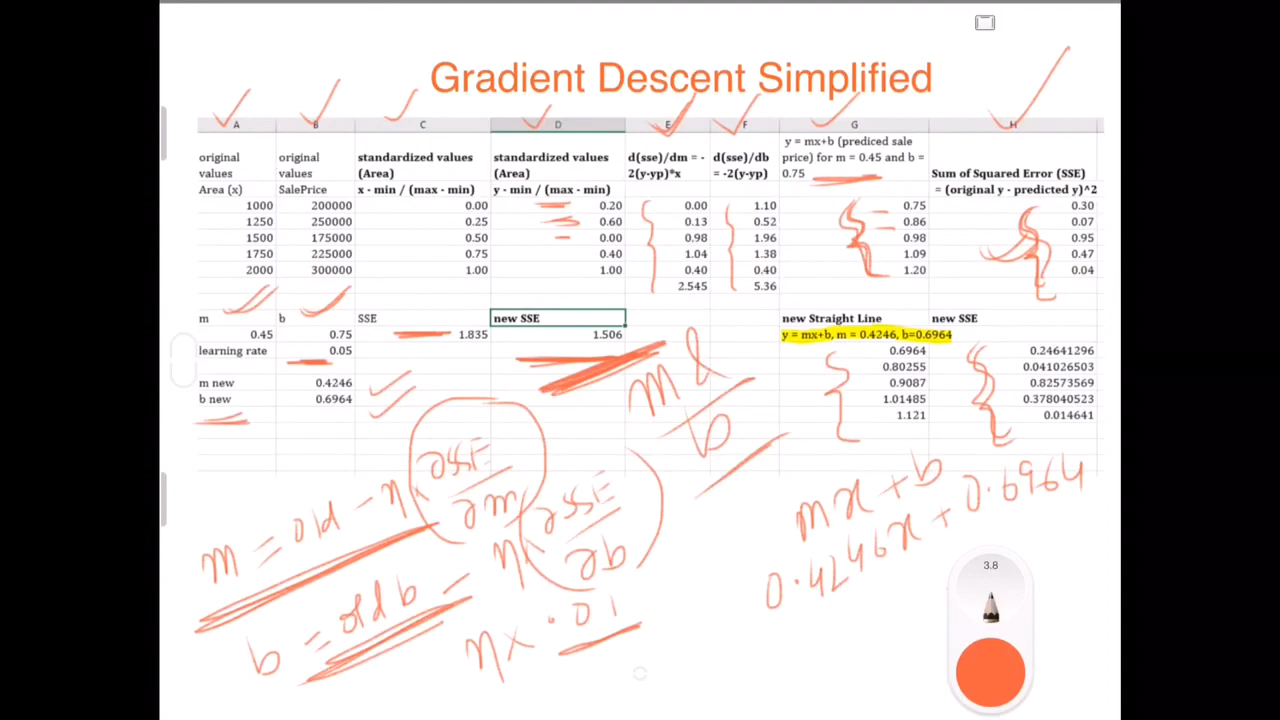 Gradient Descent Simplified
A B C D E F G H
original values Area (x) original values SalePrice standardized values (Area) x - min / (max - min) standardized values (Area) y - min / (max - min) d(sse)/dm = - 2(y-yp)*x d(sse)/db = -2(y-yp) y = mx+b (prediced sale price) for m = 0.45 and b = 0.75 Sum of Squared Error (SSE) = (original y - predicted y)^2
1000 200000 0.00 0.20 0.00 1.10 0.75 0.30
1250 250000 0.25 0.60 0.13 0.52 0.86 0.07
1500 175000 0.50 0.00 0.98 1.96 0.98 0.95
1750 225000 0.75 0.40 1.04 1.38 1.09 0.47
2000 300000 1.00 1.00 0.40 0.40 1.20 0.04
2.545 5.36
m b SSE new SSE new Straight Line new SSE
0.45 0.75 1.835 1.506 y = mx+b, m = 0.4246, b=0.6964
learning rate 0.05 0.6964 0.24641296
0.80255 0.041026503
m new 0.4246 0.9087 0.82573569
b new 0.6964 1.01485 0.378040523
1.121 0.014641
m &
b
m = old - η × (∂SSE / ∂m)
b = old b - η × (∂SSE / ∂b)
η × .01
mx + b
0.4246x + 0.6964
3.8